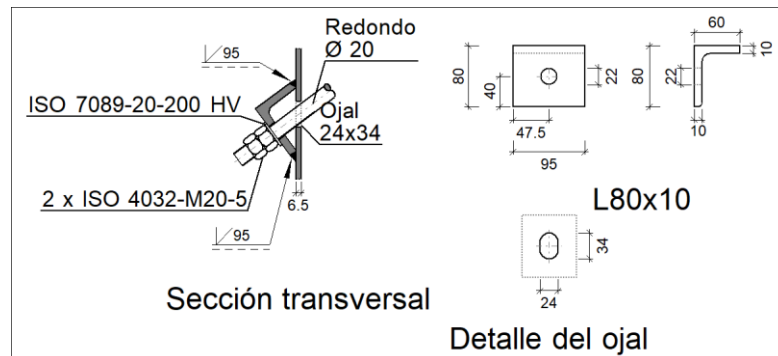 95
Redondo
Ø 20
ISO 7089-20-200 HV
Ojal
24x34
2 x ISO 4032-M20-5
6.5
95
Sección transversal
80
40
22
47.5
95
60
10
80
22
10
L80x10
34
24
Detalle del ojal